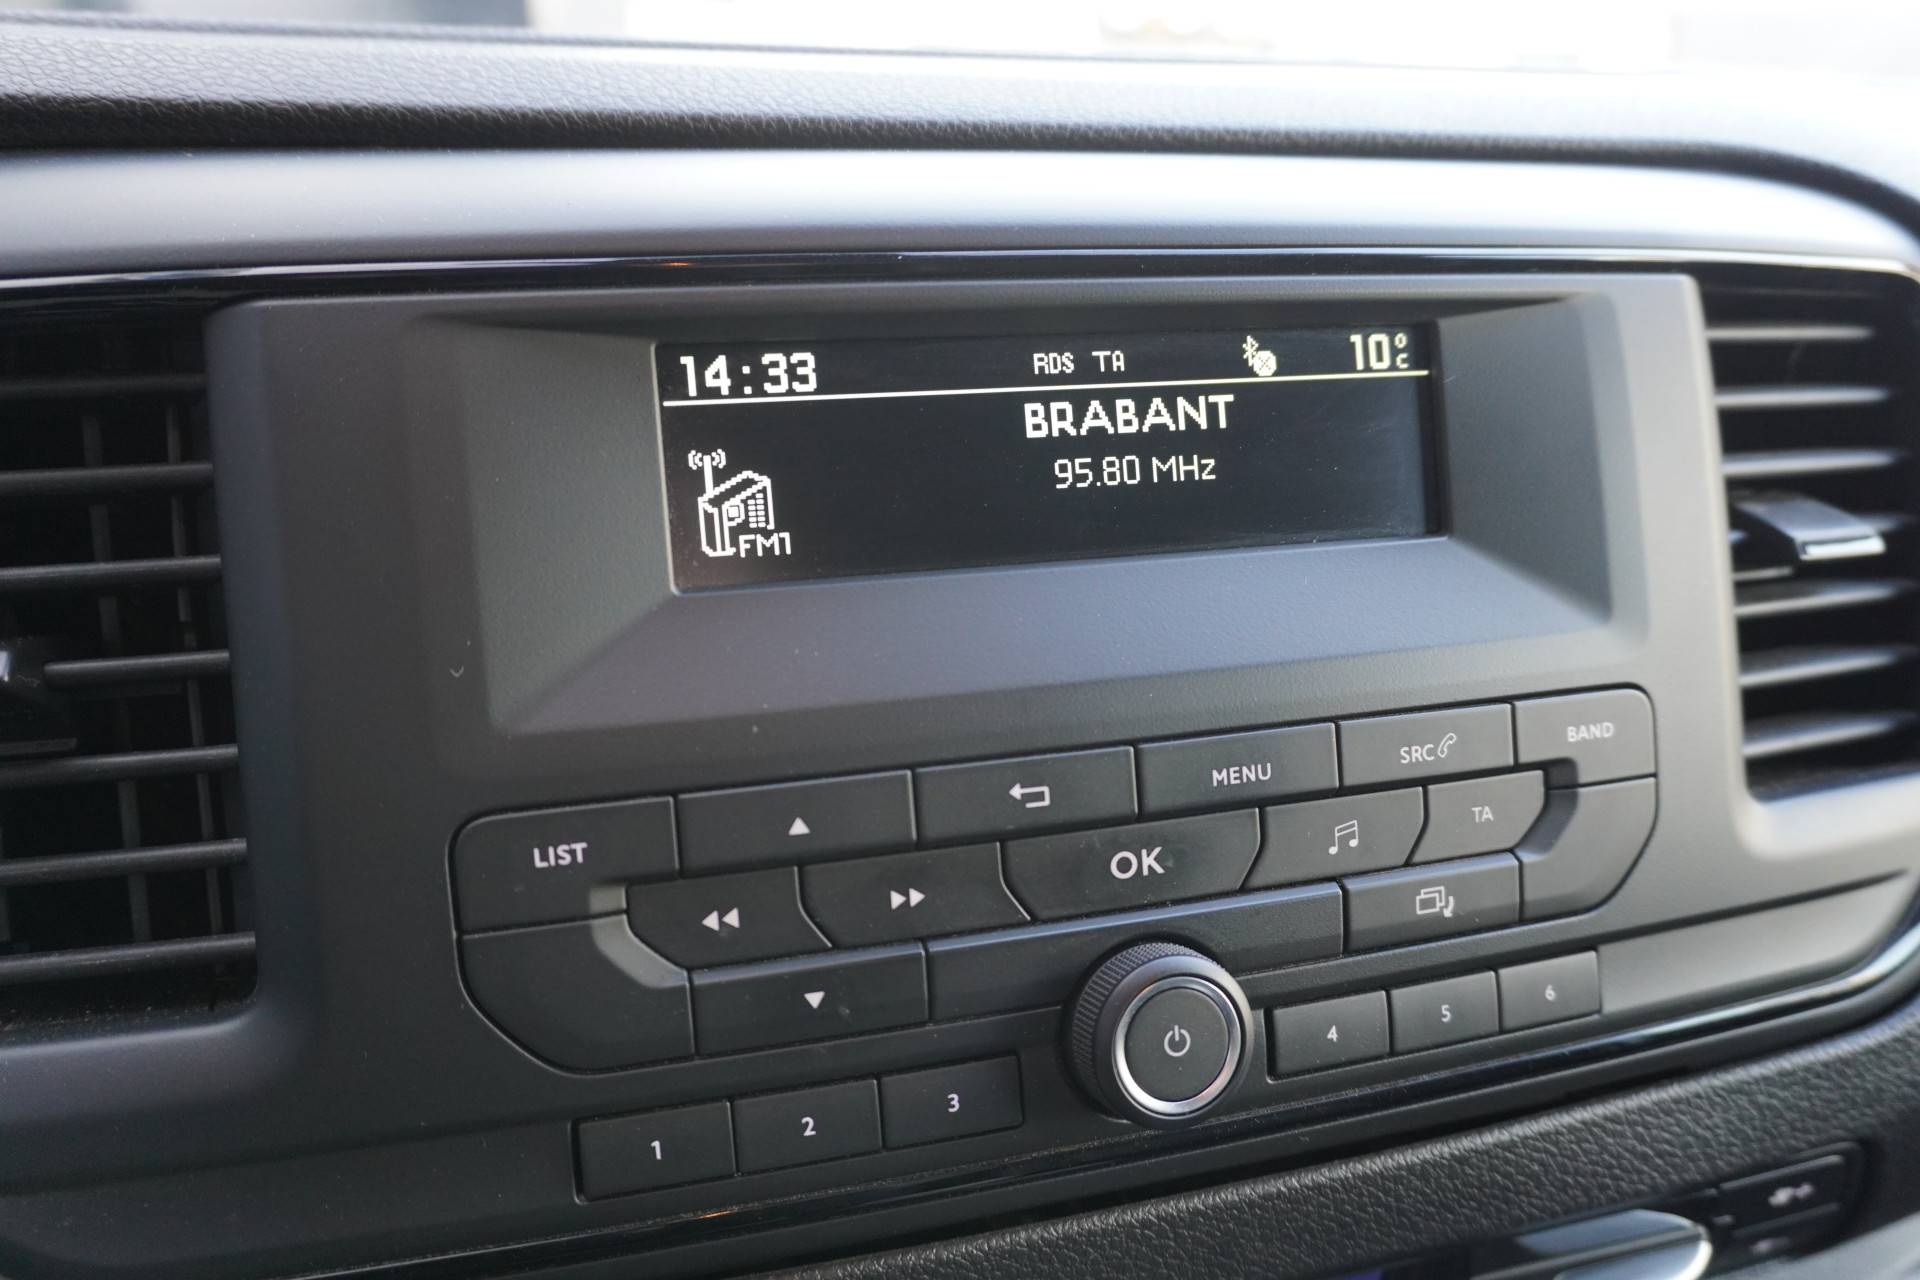 14:33 RDS TA 10°C
BRABANT
95.80 MHz
FM1
LIST MENU SRC BAND
OK TA
1 2 3 4 5 6